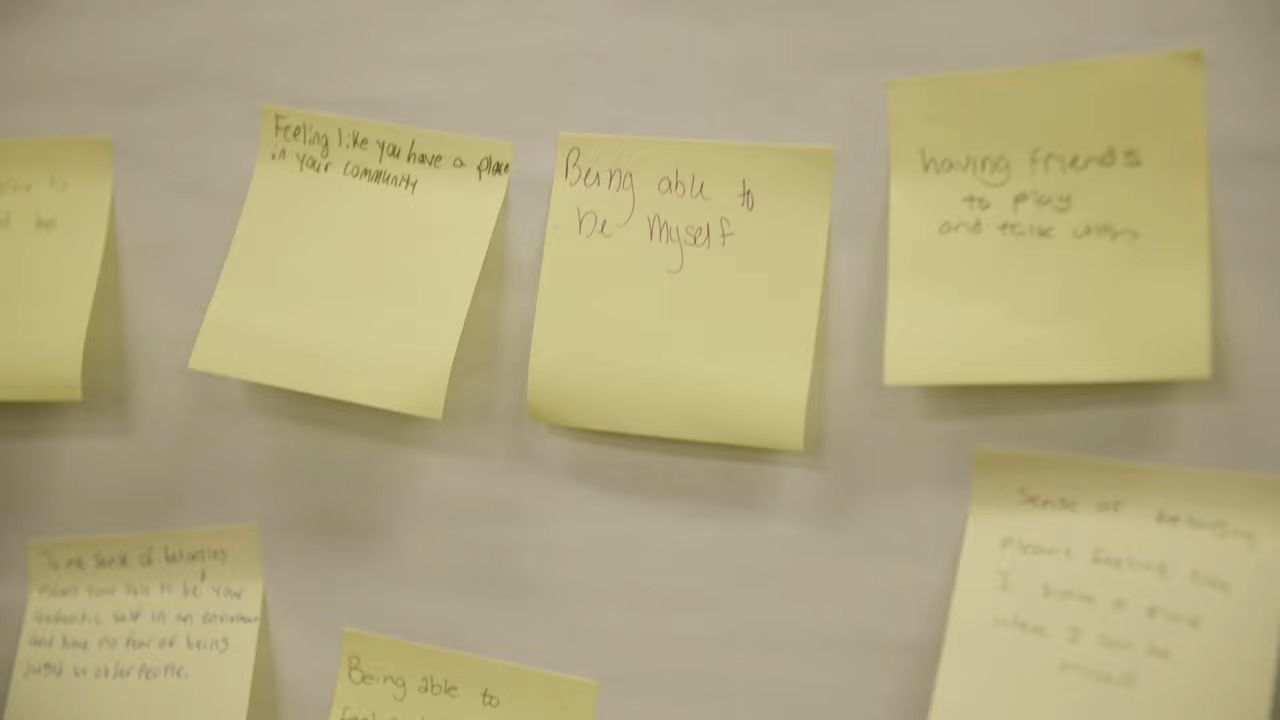 Feeling like you have a place
in your community
Being able to
be myself
having friends
to play
and talk with
To me sense of belonging
means your able to be your
authentic self in an environment
and have no fear of being
judged by other people.
Being able to
Sense of belonging
means feeling like
I have a place
where I can be
myself